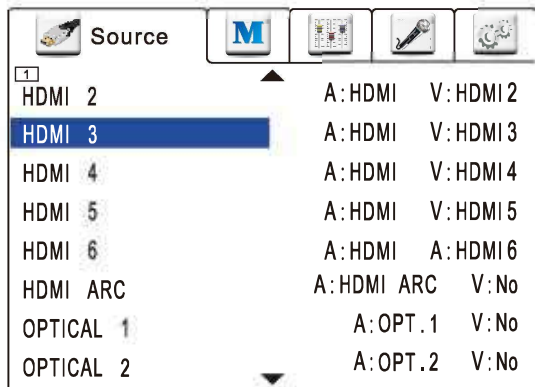 Source M
1
HDMI 2 A:HDMI V:HDMI2
HDMI 3 A:HDMI V:HDMI3
HDMI 4 A:HDMI V:HDMI4
HDMI 5 A:HDMI V:HDMI5
HDMI 6 A:HDMI A:HDMI6
HDMI ARC A:HDMI ARC V:No
OPTICAL 1 A:OPT.1 V:No
OPTICAL 2 A:OPT.2 V:No